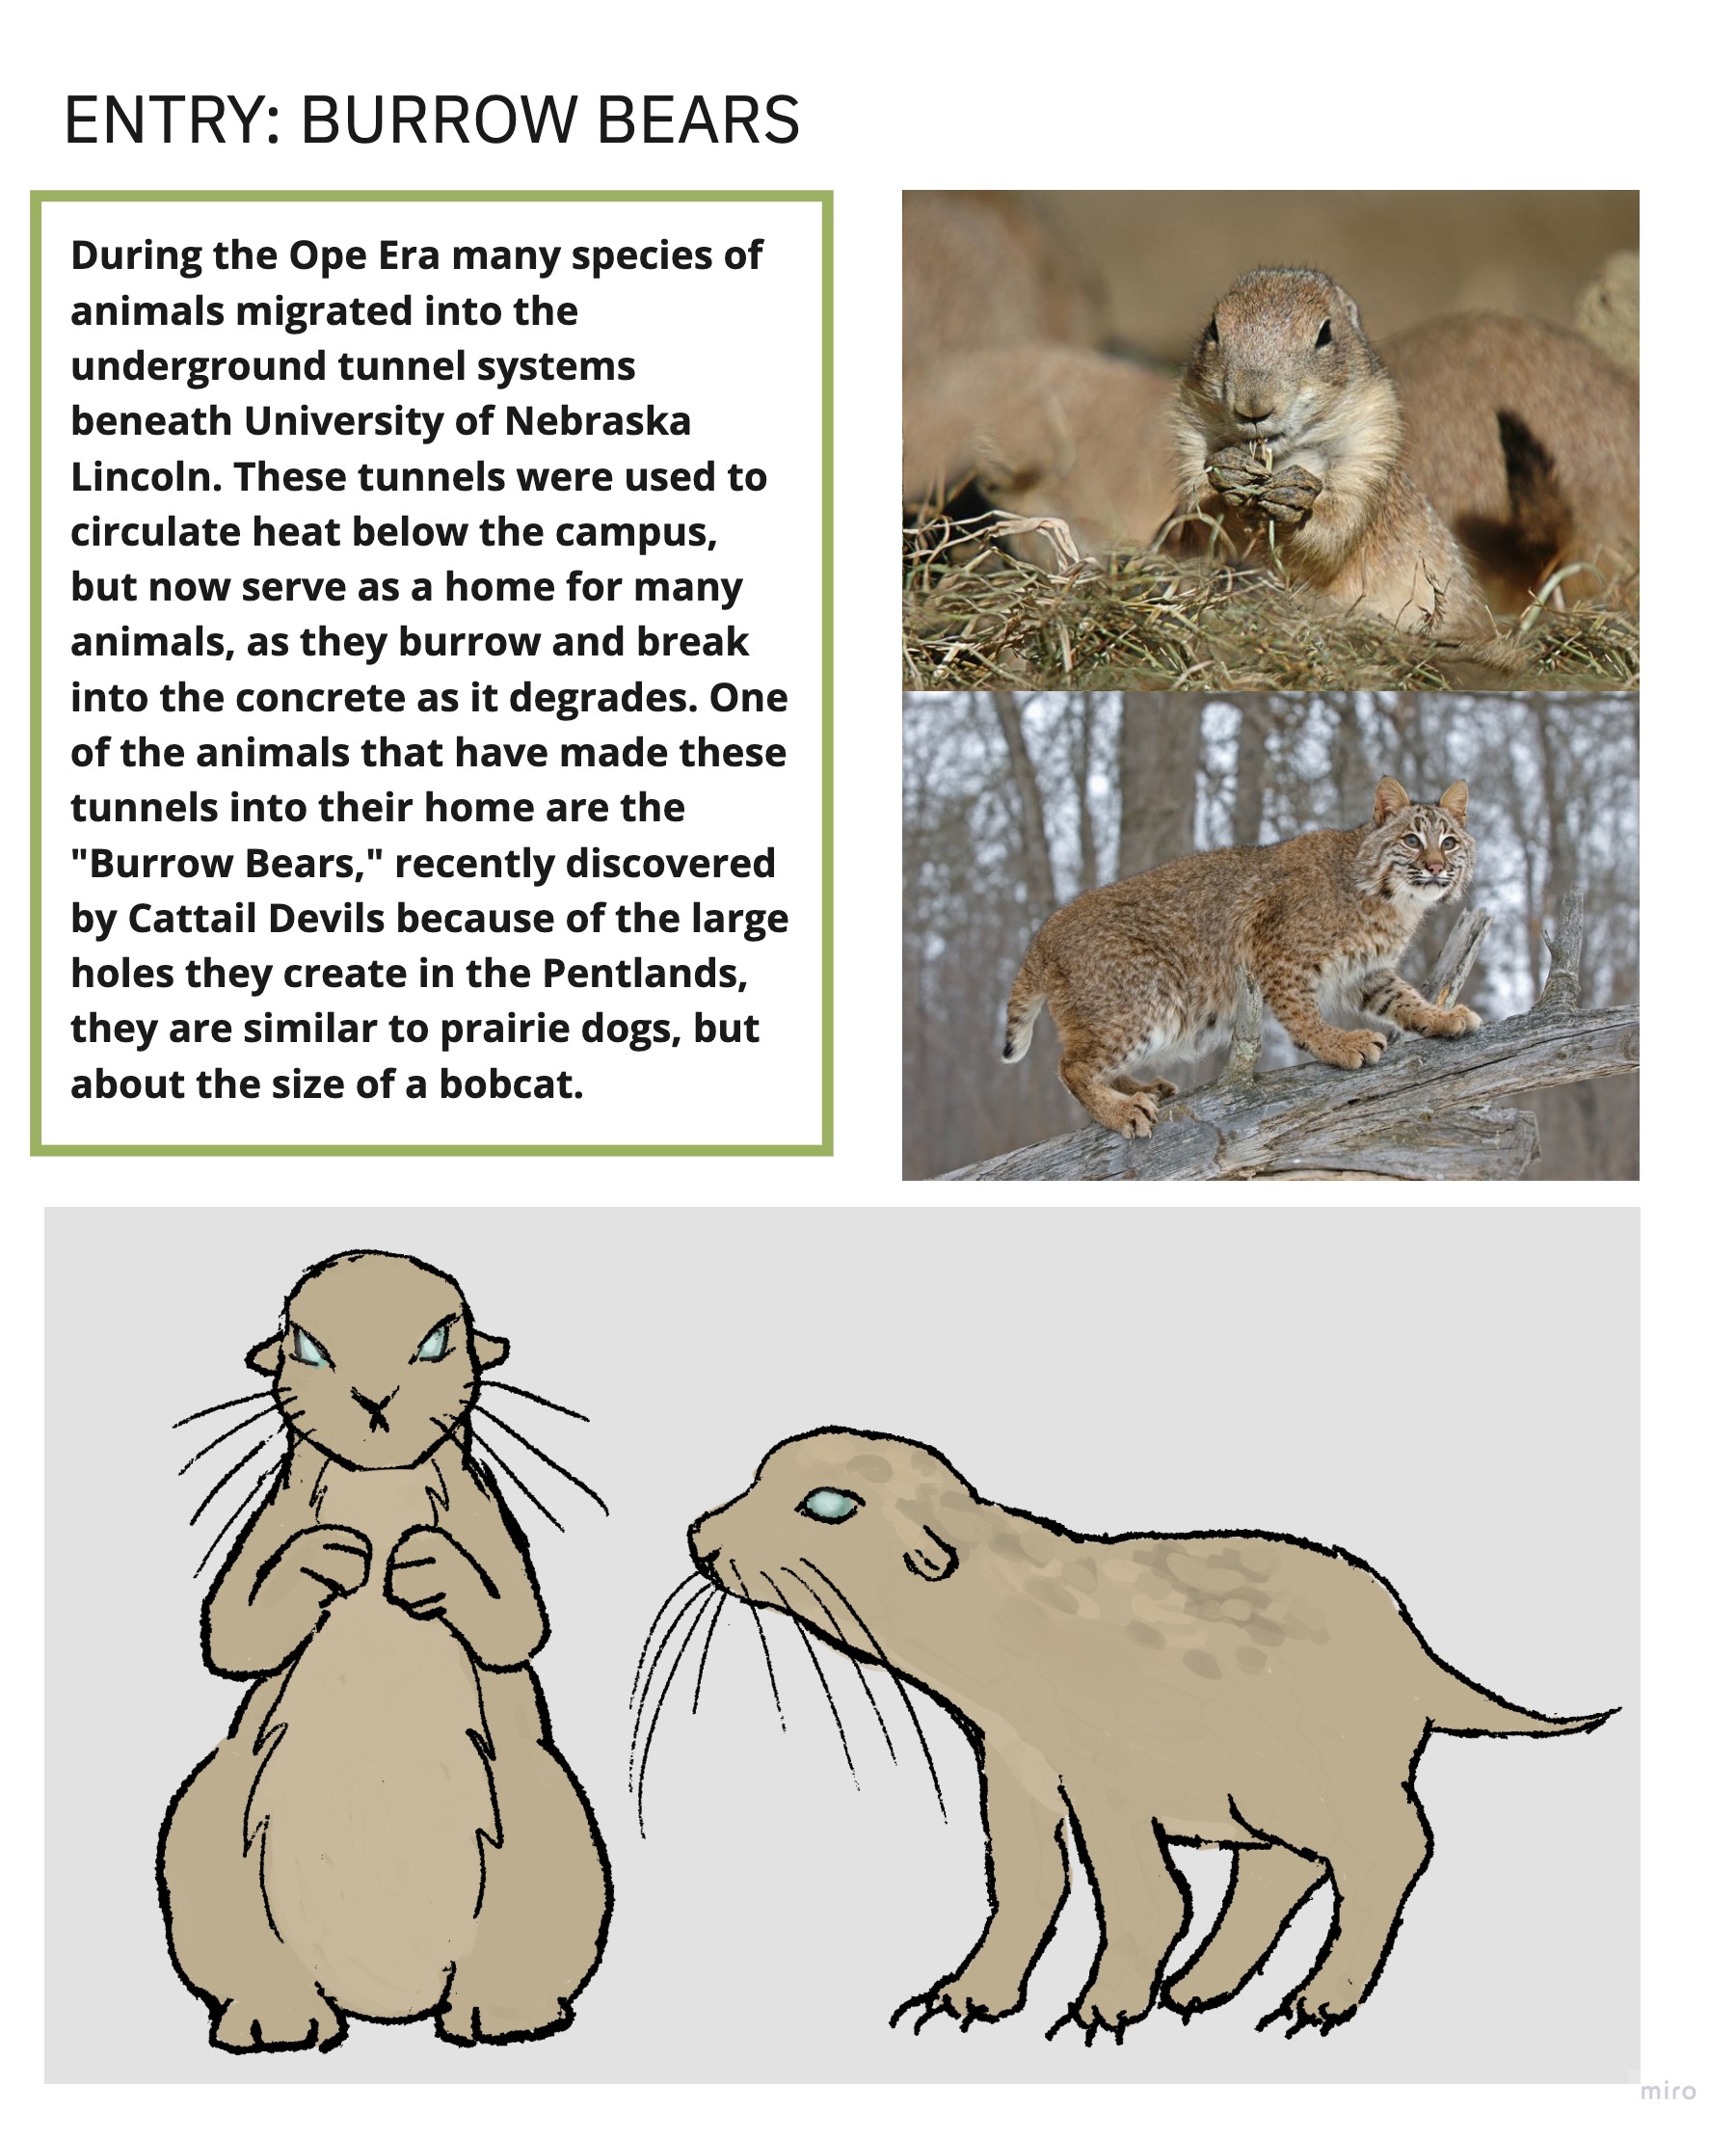 ENTRY: BURROW BEARS
During the Ope Era many species of
animals migrated into the
underground tunnel systems
beneath University of Nebraska
Lincoln. These tunnels were used to
circulate heat below the campus,
but now serve as a home for many
animals, as they burrow and break
into the concrete as it degrades. One
of the animals that have made these
tunnels into their home are the
"Burrow Bears," recently discovered
by Cattail Devils because of the large
holes they create in the Pentlands,
they are similar to prairie dogs, but
about the size of a bobcat.
miro